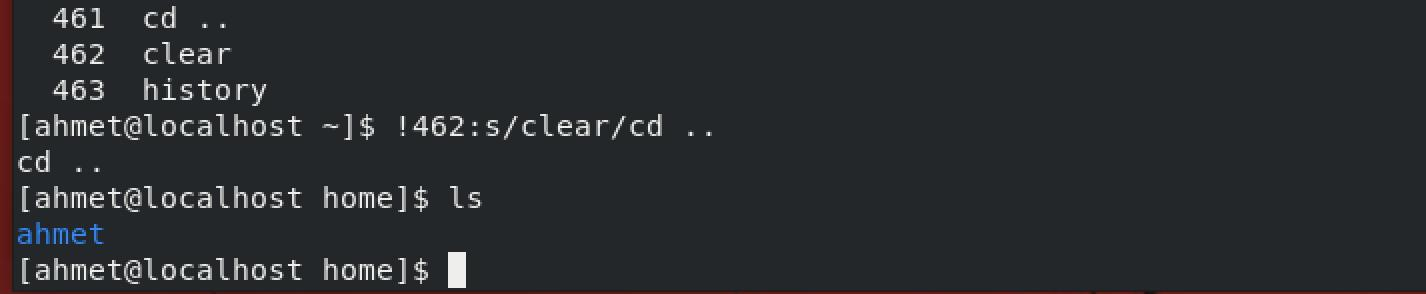 461  cd ..
462  clear
463  history
[ahmet@localhost ~]$ !462:s/clear/cd ..
cd ..
[ahmet@localhost home]$ ls
ahmet
[ahmet@localhost home]$